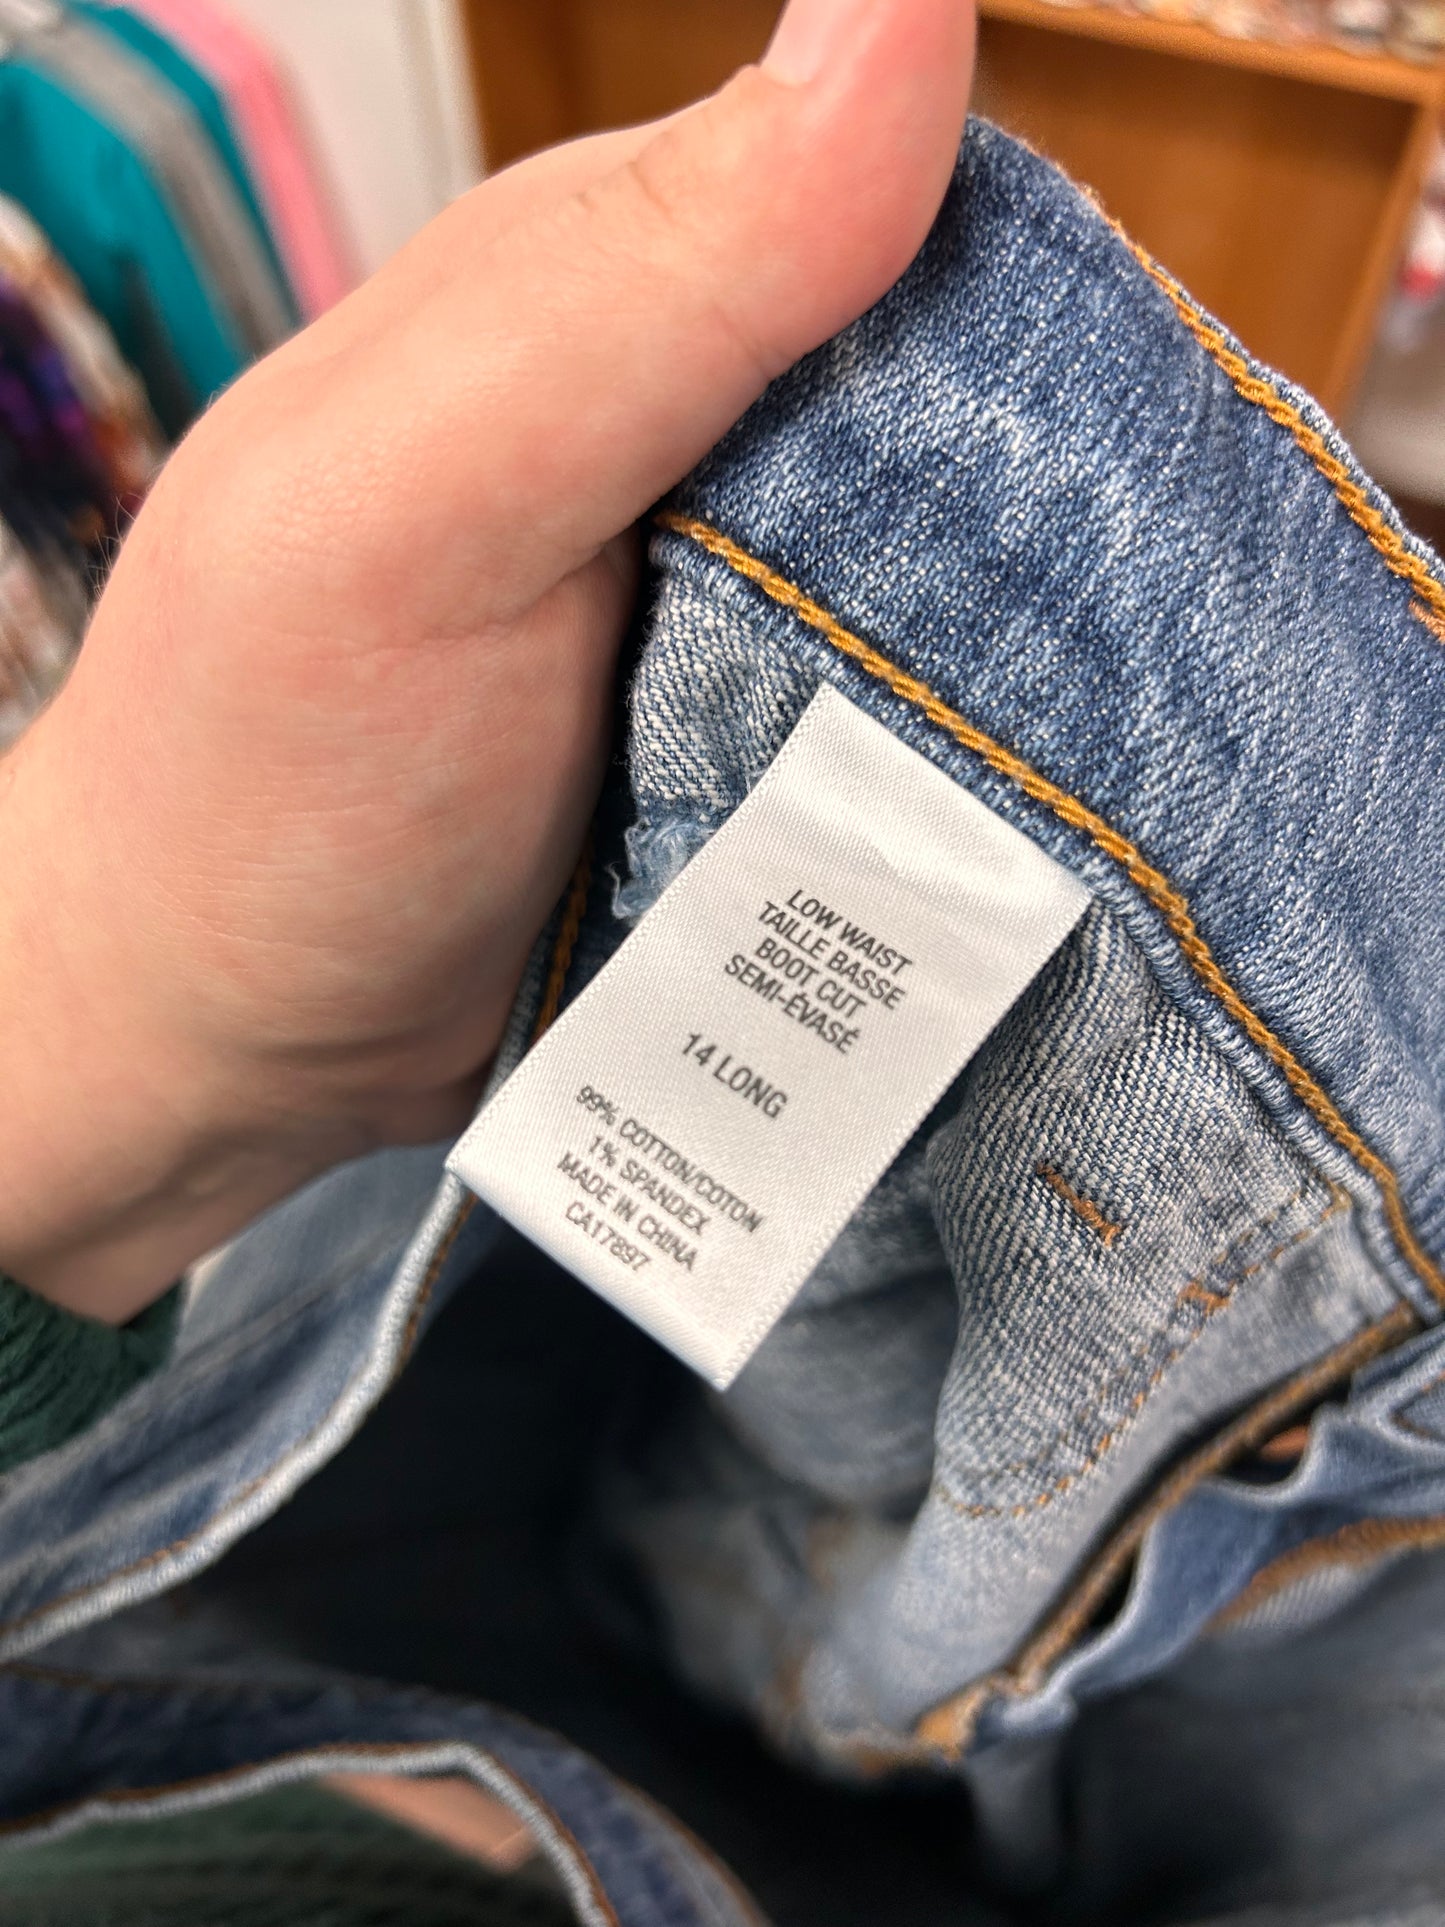 LOW WAIST
TAILLE BASSE
BOOT CUT
SEMI-ÉVASÉ
14 LONG
99% COTTON/COTON
1% SPANDEX
MADE IN CHINA
CA17897